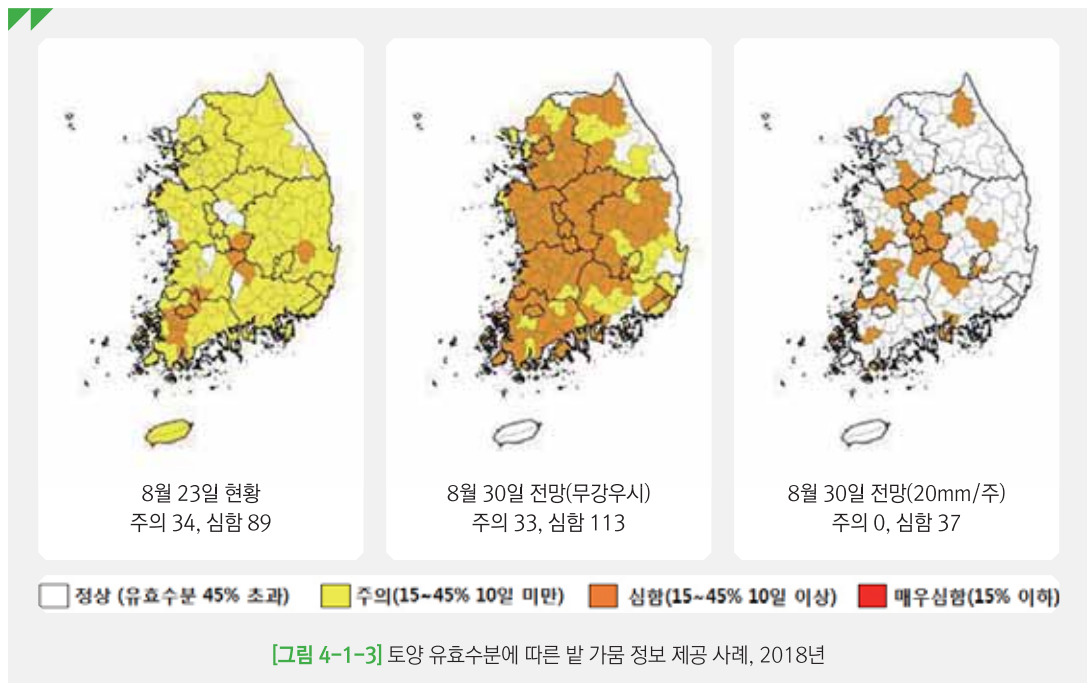 8월 23일 현황
주의 34, 심함 89
8월 30일 전망(무강우시)
주의 33, 심함 113
8월 30일 전망(20mm/주)
주의 0, 심함 37
정상 (유효수분 45% 초과)
주의(15~45% 10일 미만)
심함(15~45% 10일 이상)
매우심함(15% 이하)
[그림 4-1-3] 토양 유효수분에 따른 밭 가뭄 정보 제공 사례, 2018년